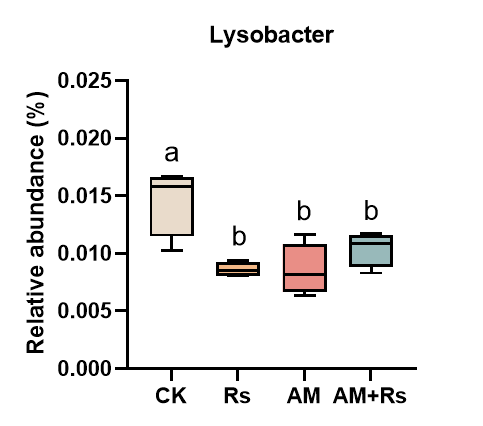 Lysobacter
Relative abundance (%)
0.025
0.020
0.015
0.010
0.005
0.000
a
b
b
b
CK Rs AM AM+Rs